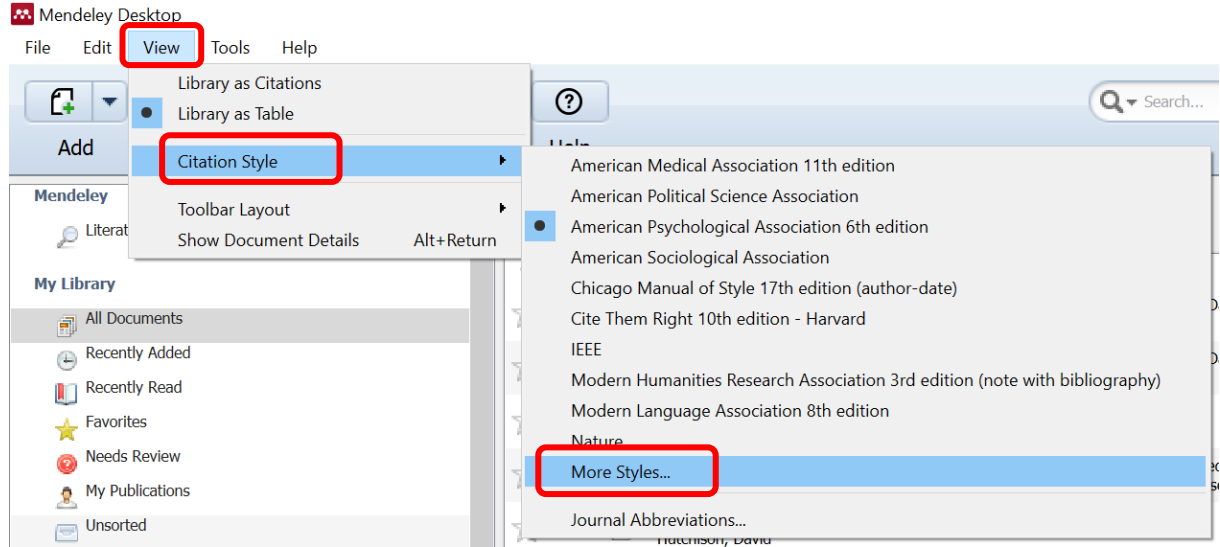 Mendeley Desktop
File Edit View Tools Help
Library as Citations
Library as Table
Search...
Add
Citation Style
American Medical Association 11th edition
American Political Science Association
American Psychological Association 6th edition
American Sociological Association
Chicago Manual of Style 17th edition (author-date)
Cite Them Right 10th edition - Harvard
IEEE
Modern Humanities Research Association 3rd edition (note with bibliography)
Modern Language Association 8th edition
Nature
More Styles...
Journal Abbreviations...
Toolbar Layout
Show Document Details Alt+Return
Mendeley
Literat
My Library
All Documents
Recently Added
Recently Read
Favorites
Needs Review
My Publications
Unsorted
Hutchison, David